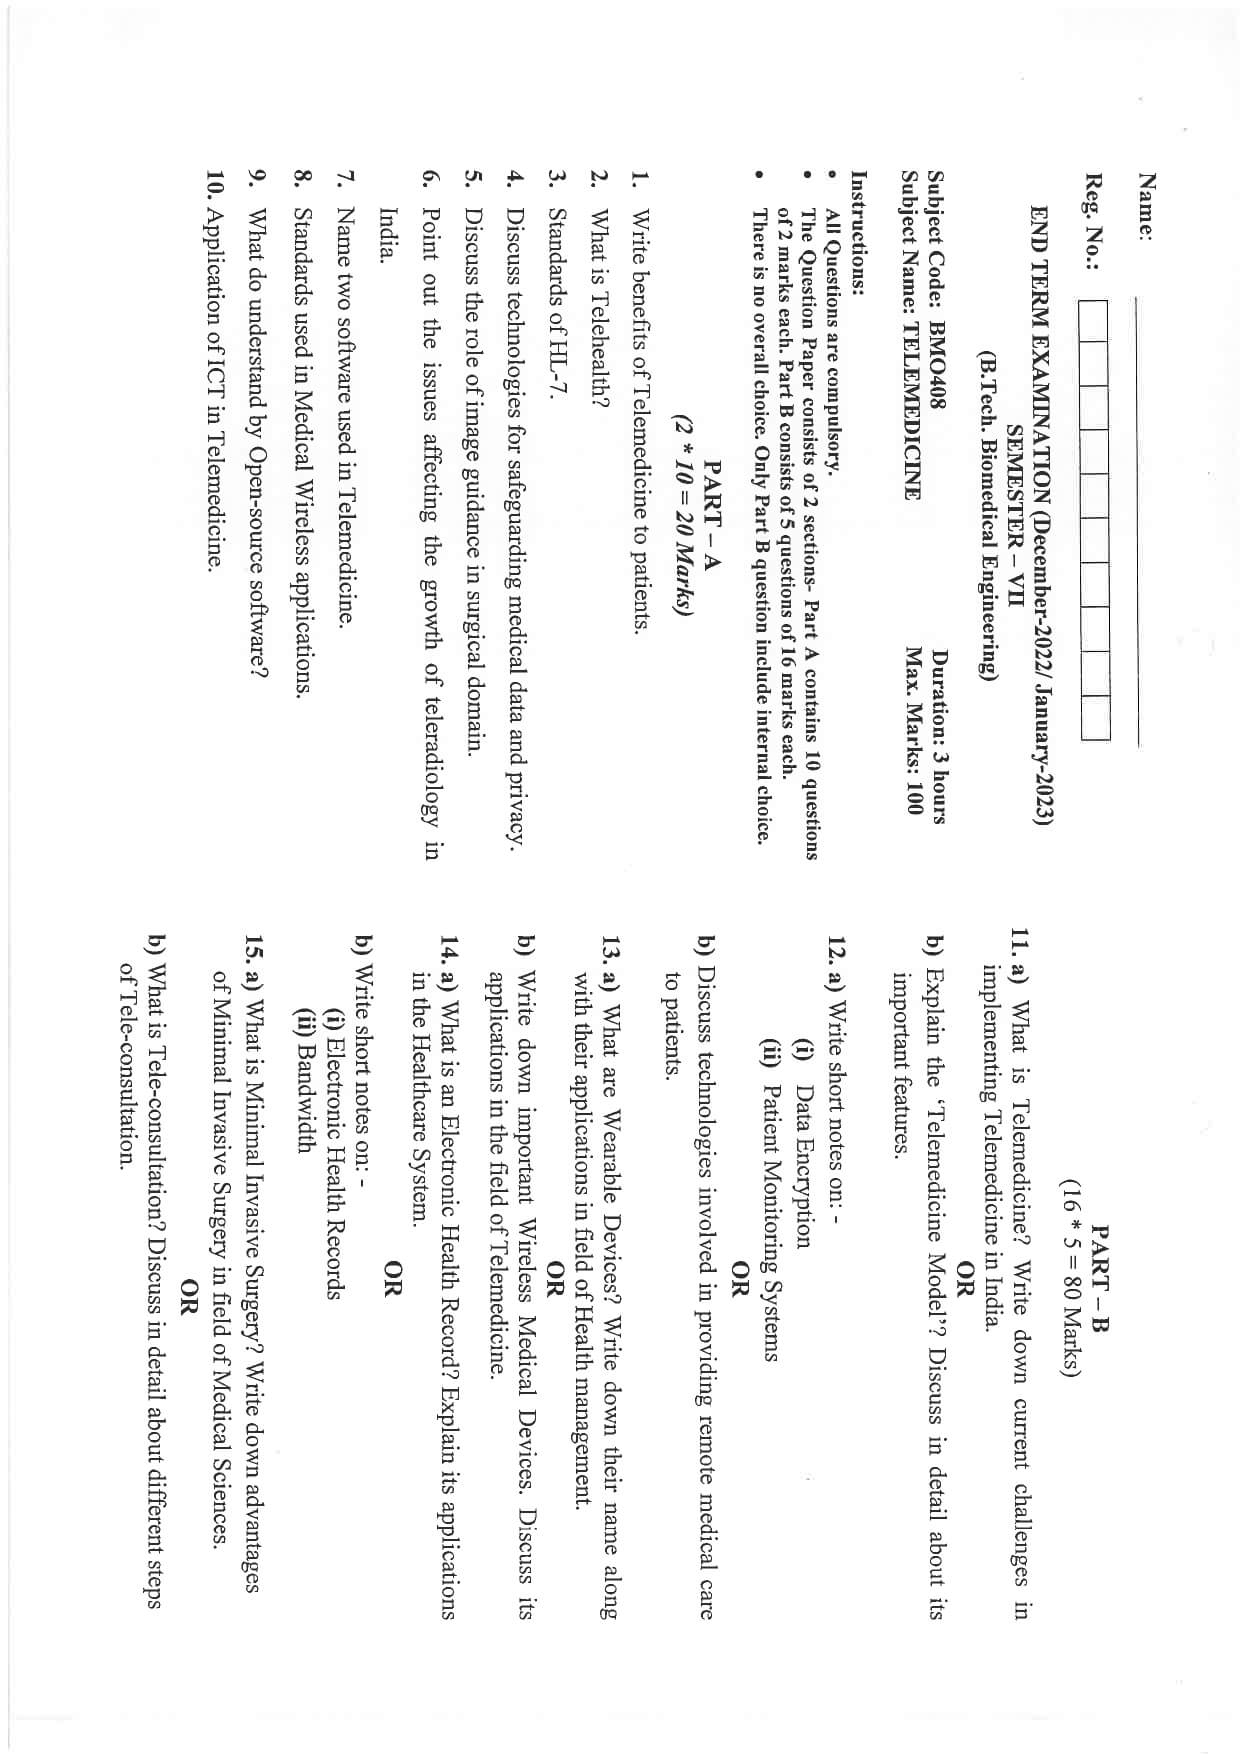 Name:
Reg. No.:
END TERM EXAMINATION (December-2022/ January-2023)
SEMESTER – VII
(B.Tech. Biomedical Engineering)
Subject Code: BMO408 Duration: 3 hours
Subject Name: TELEMEDICINE Max. Marks: 100
Instructions:
• All Questions are compulsory.
• The Question Paper consists of 2 sections- Part A contains 10 questions
of 2 marks each. Part B consists of 5 questions of 16 marks each.
• There is no overall choice. Only Part B question include internal choice.
PART – A
(2 * 10 = 20 Marks)
1. Write benefits of Telemedicine to patients.
2. What is Telehealth?
3. Standards of HL-7.
4. Discuss technologies for safeguarding medical data and privacy.
5. Discuss the role of image guidance in surgical domain.
6. Point out the issues affecting the growth of teleradiology in
India.
7. Name two software used in Telemedicine.
8. Standards used in Medical Wireless applications.
9. What do understand by Open-source software?
10. Application of ICT in Telemedicine.
PART – B
(16 * 5 = 80 Marks)
11. a) What is Telemedicine? Write down current challenges in
implementing Telemedicine in India.
OR
b) Explain the ‘Telemedicine Model’? Discuss in detail about its
important features.
12. a) Write short notes on: -
(i) Data Encryption
(ii) Patient Monitoring Systems
OR
b) Discuss technologies involved in providing remote medical care
to patients.
13. a) What are Wearable Devices? Write down their name along
with their applications in field of Health management.
OR
b) Write down important Wireless Medical Devices. Discuss its
applications in the field of Telemedicine.
14. a) What is an Electronic Health Record? Explain its applications
in the Healthcare System.
OR
b) Write short notes on: -
(i) Electronic Health Records
(ii) Bandwidth
15. a) What is Minimal Invasive Surgery? Write down advantages
of Minimal Invasive Surgery in field of Medical Sciences.
OR
b) What is Tele-consultation? Discuss in detail about different steps
of Tele-consultation.